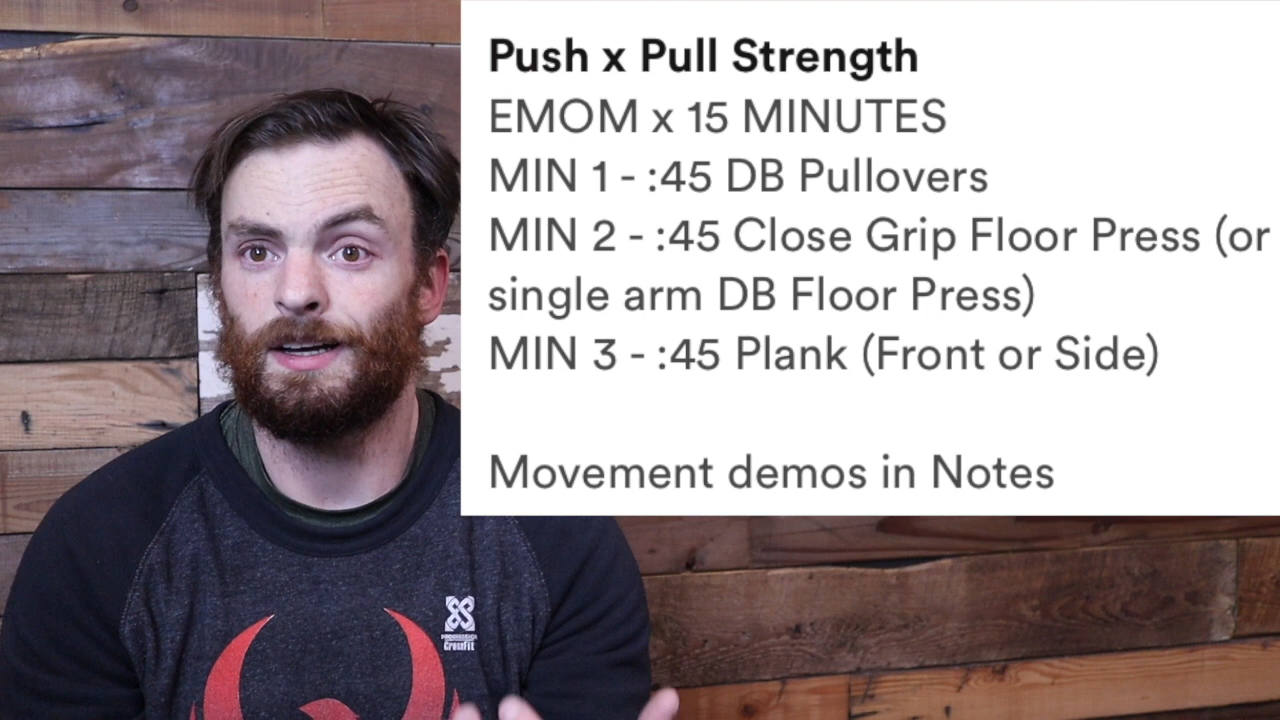 Push x Pull Strength
EMOM x 15 MINUTES
MIN 1 - :45 DB Pullovers
MIN 2 - :45 Close Grip Floor Press (or
single arm DB Floor Press)
MIN 3 - :45 Plank (Front or Side)
Movement demos in Notes
CrossFit